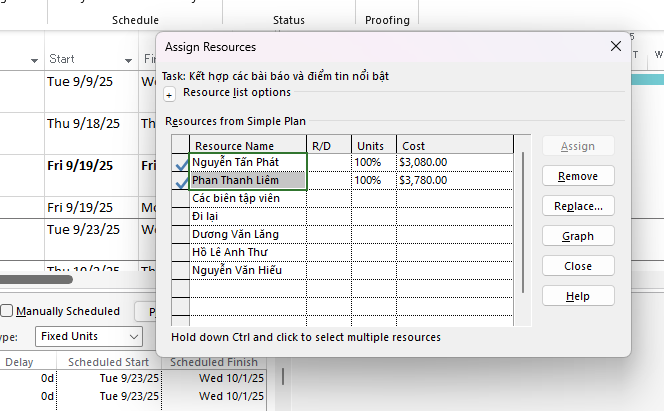 Schedule
Status
Proofing
Assign Resources
Task: Kết hợp các bài báo và điểm tin nổi bật
+ Resource list options
Resources from Simple Plan
Resource Name R/D Units Cost
Nguyễn Tấn Phát 100% $3,080.00
Phan Thanh Liêm 100% $3,780.00
Các biên tập viên
Đi lại
Dương Văn Lăng
Hồ Lê Anh Thư
Nguyễn Văn Hiếu
Assign
Remove
Replace...
Graph
Close
Help
Hold down Ctrl and click to select multiple resources
Start
Tue 9/9/25
Thu 9/18/25
Fri 9/19/25
Fri 9/19/25
Tue 9/23/25
Thu 10/2/25
Manually Scheduled
Fixed Units
Delay Scheduled Start Scheduled Finish
0d Tue 9/23/25 Wed 10/1/25
0d Tue 9/23/25 Wed 10/1/25